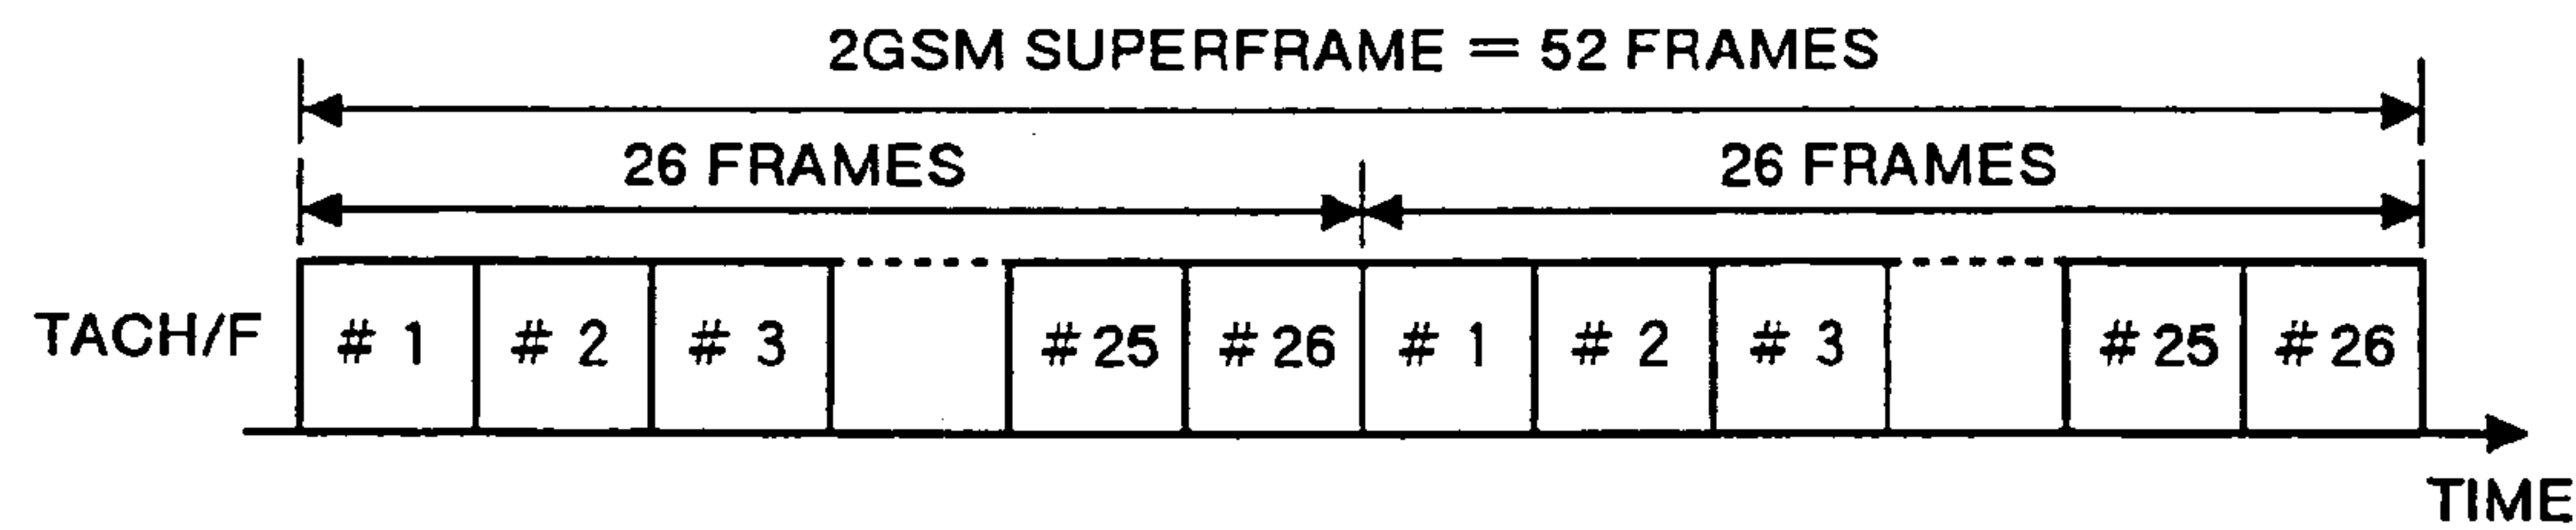 2GSM SUPERFRAME = 52 FRAMES
26 FRAMES 26 FRAMES
TACH/F # 1 # 2 # 3 # 25 # 26 # 1 # 2 # 3 # 25 # 26
TIME